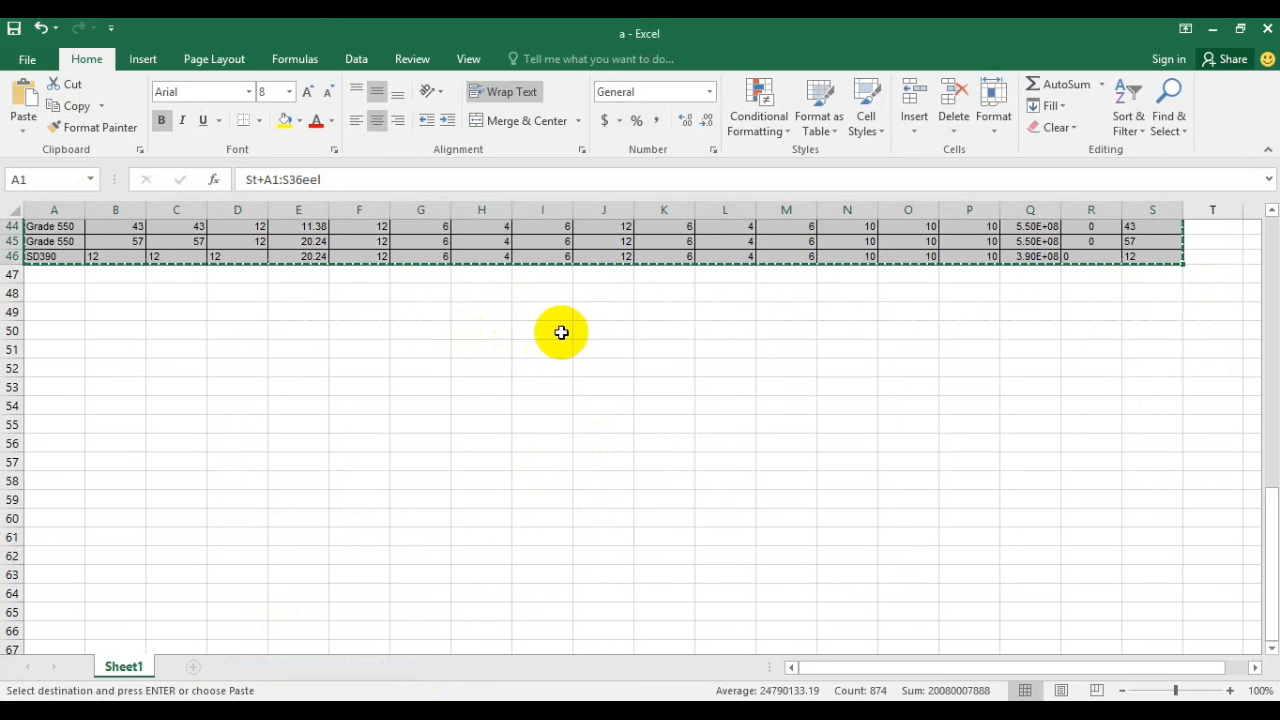 a - Excel
File Home Insert Page Layout Formulas Data Review View Tell me what you want to do... Sign in Share
Paste Cut Copy Format Painter Clipboard
Arial 8 B I U A Font
Wrap Text Merge & Center Alignment
General $ % , Number
Conditional Formatting Format as Table Cell Styles Styles
Insert Delete Format Cells
AutoSum Fill Clear Sort & Filter Find & Select Editing
A1 fx St+A1:S36eel
A B C D E F G H I J K L M N O P Q R S T
44 Grade 550 43 43 12 11.38 12 6 4 6 12 6 4 6 10 10 10 5.50E+08 0 43
45 Grade 550 57 57 12 20.24 12 6 4 6 12 6 4 6 10 10 10 5.50E+08 0 57
46 SD390 12 12 12 20.24 12 6 4 6 12 6 4 6 10 10 10 3.90E+08 0 12
47
48
49
50
51
52
53
54
55
56
57
58
59
60
61
62
63
64
65
66
67
Sheet1
Select destination and press ENTER or choose Paste Average: 24790133.19 Count: 874 Sum: 20080007888 100%